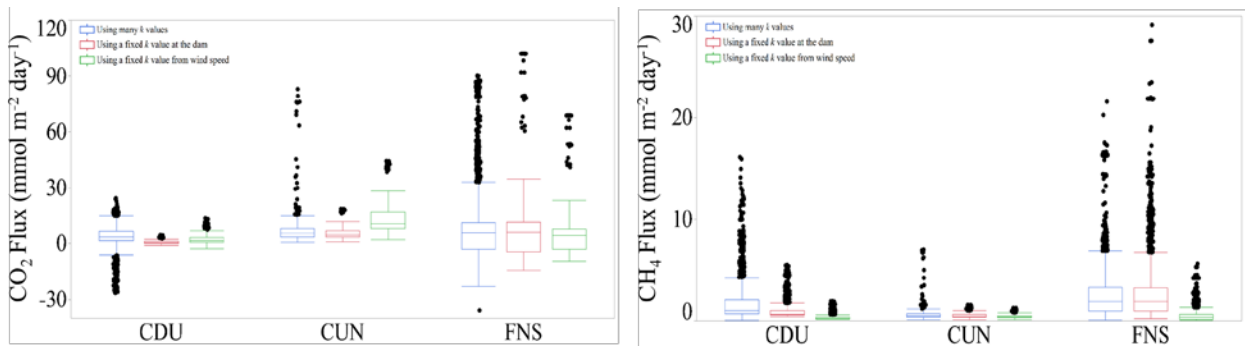 CO₂ Flux (mmol m⁻² day⁻¹)
120
90
60
30
0
-30
Using many k values
Using a fixed k value at the dam
Using a fixed k value from wind speed
CDU CUN FNS
CH₄ Flux (mmol m⁻² day⁻¹)
30
20
10
0
Using many k values
Using a fixed k value at the dam
Using a fixed k value from wind speed
CDU CUN FNS